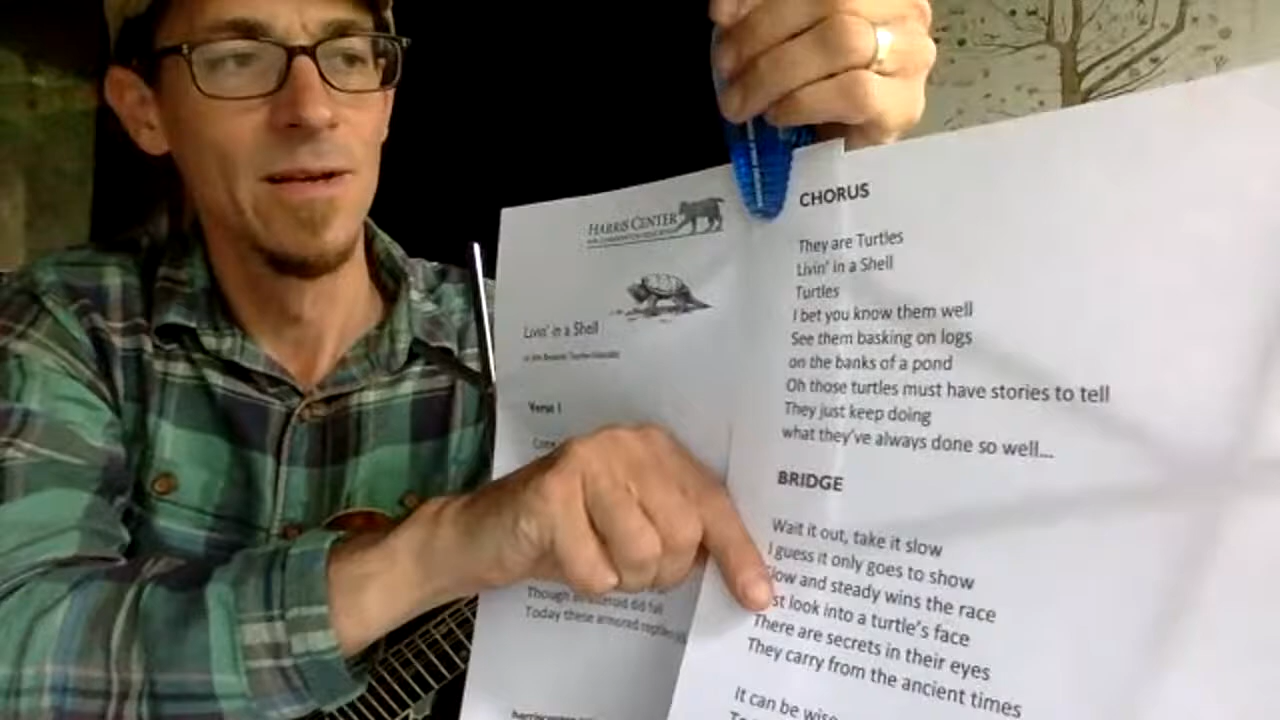 HARRIS CENTER
Livin' in a Shell
Verse 1
Though an asteroid did fall
Today these armored reptiles
CHORUS
They are Turtles
Livin' in a Shell
Turtles
I bet you know them well
See them basking on logs
on the banks of a pond
Oh those turtles must have stories to tell
They just keep doing
what they've always done so well...
BRIDGE
Wait it out, take it slow
I guess it only goes to show
low and steady wins the race
st look into a turtle's face
There are secrets in their eyes
They carry from the ancient times
It can be wise